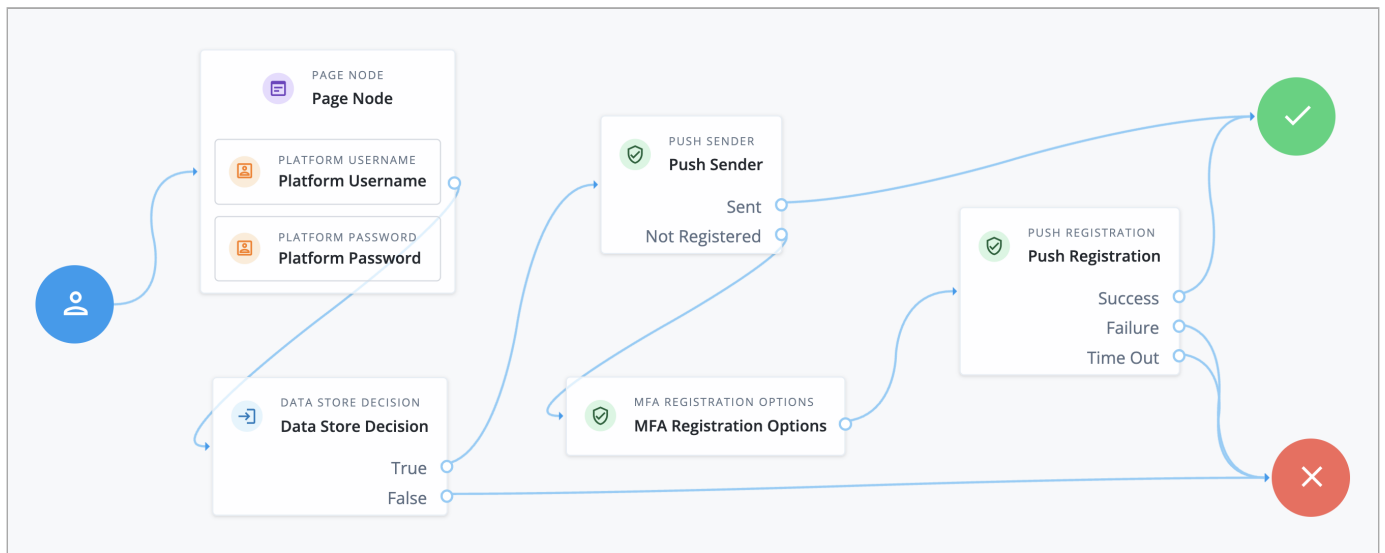 PAGE NODE
Page Node
PLATFORM USERNAME
Platform Username
PLATFORM PASSWORD
Platform Password
DATA STORE DECISION
Data Store Decision
True
False
PUSH SENDER
Push Sender
Sent
Not Registered
MFA REGISTRATION OPTIONS
MFA Registration Options
PUSH REGISTRATION
Push Registration
Success
Failure
Time Out